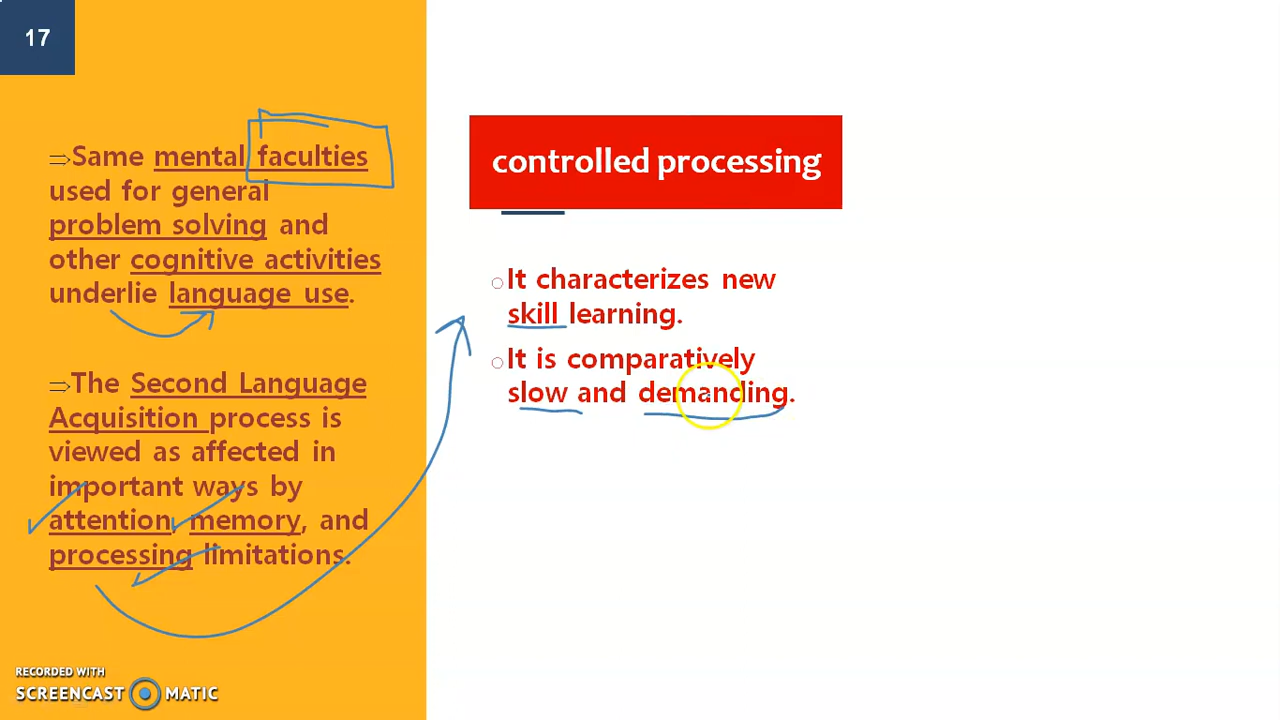 17
⇒Same mental faculties
used for general
problem solving and
other cognitive activities
underlie language use.
⇒The Second Language
Acquisition process is
viewed as affected in
important ways by
attention, memory, and
processing limitations.
controlled processing
○It characterizes new
skill learning.
○It is comparatively
slow and demanding.
RECORDED WITH
SCREENCAST MATIC